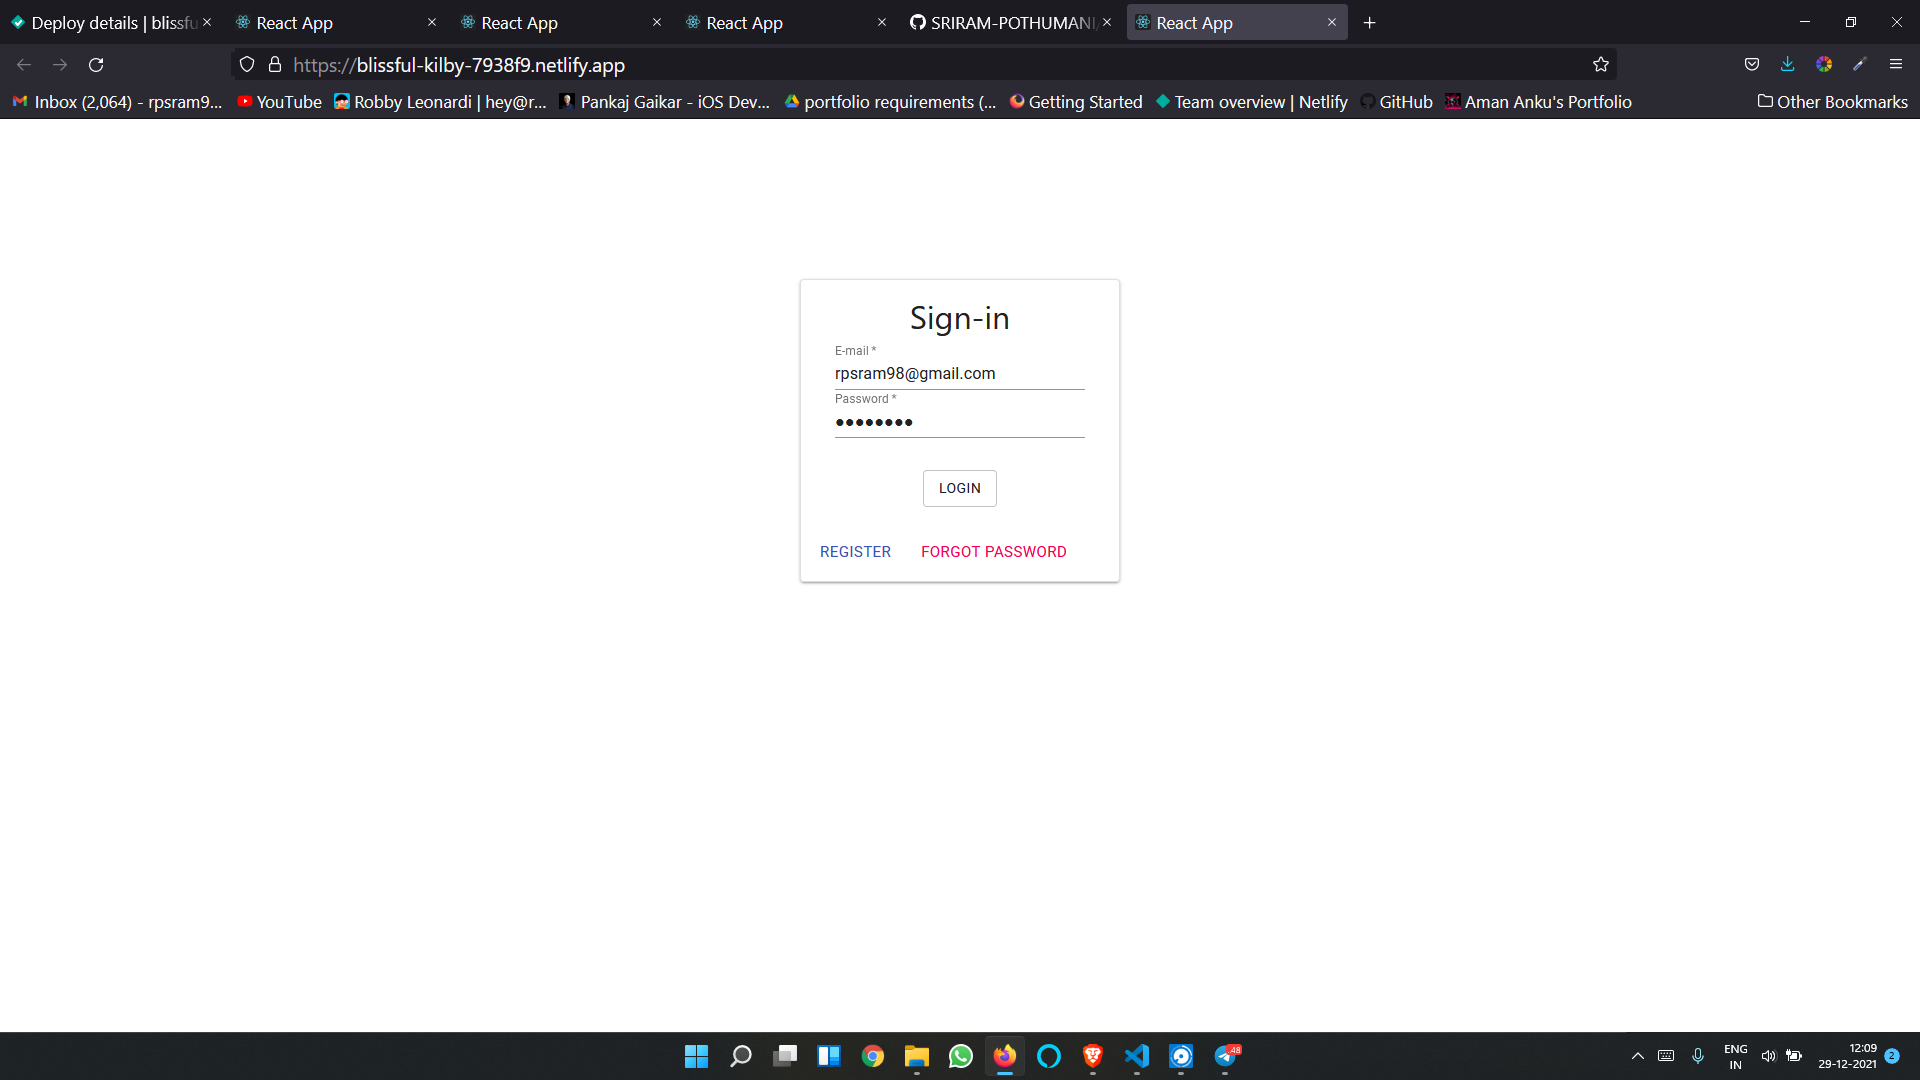 Deploy details | blissfu
React App
React App
React App
SRIRAM-POTHUMANI/
React App
https://blissful-kilby-7938f9.netlify.app
Inbox (2,064) - rpsram9...
YouTube
Robby Leonardi | hey@r...
Pankaj Gaikar - iOS Dev...
portfolio requirements (...
Getting Started
Team overview | Netlify
GitHub
Aman Anku's Portfolio
Other Bookmarks
Sign-in
E-mail *
rpsram98@gmail.com
Password *
••••••••
LOGIN
REGISTER FORGOT PASSWORD
48
ENG
IN
12:09
29-12-2021
2